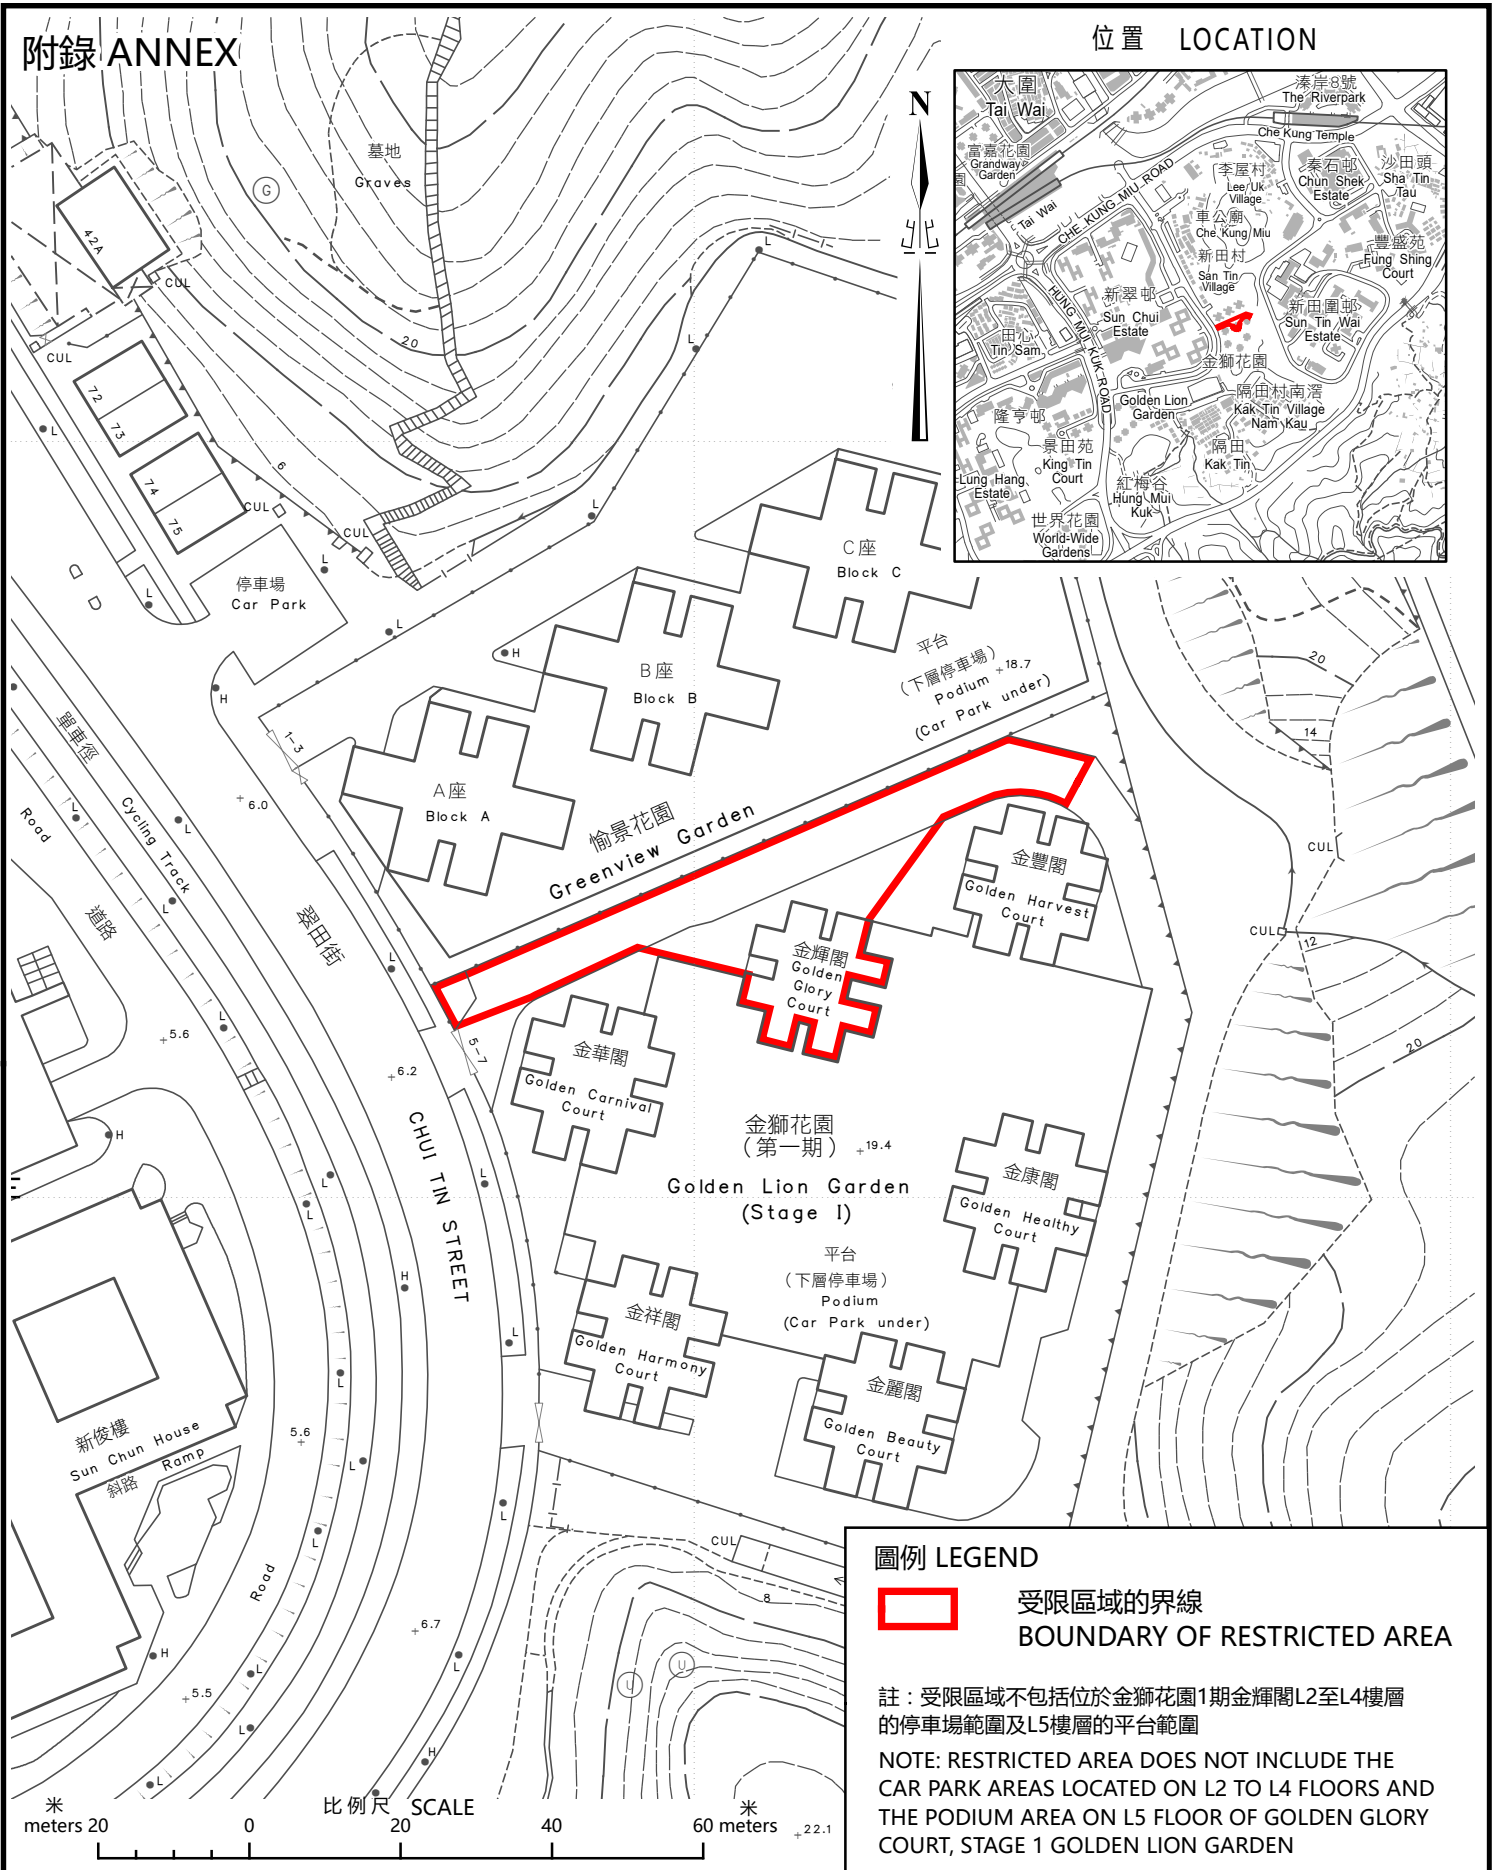 附錄 ANNEX
位置 LOCATION
N
大圍
Tai Wai
溱岸8號
The Riverpark
Che Kung Temple
富嘉花園
Grandway
Garden
園
Tai Wai
CHE KUNG MIU ROAD
李屋村
Lee Uk
Village
秦石邨
Chun Shek
Estate
沙田頭
Sha Tin
Tau
車公廟
Che Kung Miu
新田村
San Tin
Village
豐盛苑
Fung Shing
Court
新翠邨
Sun Chui
Estate
HUNG MUI KUK ROAD
新田圍邨
Sun Tin Wai
Estate
田心
Tin Sam
金獅花園
Golden Lion
Garden
隔田村南滘
Kak Tin Village
Nam Kau
隆亨邨
Lung Hang
Estate
景田苑
King Tin
Court
隔田
Kak Tin
紅梅谷
Hung Mui
Kuk
世界花園
World-Wide
Gardens
墓地
Graves
G
42A
CUL
CUL
20
72
73
74
75
6
CUL
CUL
L
L
L
L
L
L
L
停車場
Car Park
H
H
C座
Block C
B座
Block B
A座
Block A
平台
(下層停車場)
Podium +18.7
(Car Park under)
愉景花園
Greenview Garden
1-3
+6.0
單車徑
Cycling Track
Road
道路
翠田街
L
L
L
L
L
20
14
CUL
CUL
12
20
金豐閣
Golden Harvest
Court
金輝閣
Golden
Glory
Court
金華閣
Golden Carnival
Court
5-7
+5.6
+6.2
H
CHUI TIN STREET
金獅花園
(第一期) +19.4
Golden Lion Garden
(Stage I)
金康閣
Golden Healthy
Court
平台
(下層停車場)
Podium
(Car Park under)
金祥閣
Golden Harmony
Court
金麗閣
Golden Beauty
Court
L
L
L
H
L
L
新俊樓
Sun Chun House
斜路 Ramp
5.6
+
L
L
L
Road
CUL
8
+6.7
L
H
L
+5.5
L
H
L
U
U
+22.1
圖例 LEGEND
受限區域的界線
BOUNDARY OF RESTRICTED AREA
註：受限區域不包括位於金獅花園1期金輝閣L2至L4樓層
的停車場範圍及L5樓層的平台範圍
NOTE: RESTRICTED AREA DOES NOT INCLUDE THE
CAR PARK AREAS LOCATED ON L2 TO L4 FLOORS AND
THE PODIUM AREA ON L5 FLOOR OF GOLDEN GLORY
COURT, STAGE 1 GOLDEN LION GARDEN
比例尺 SCALE
米
meters 20 0 20 40 60 meters
米